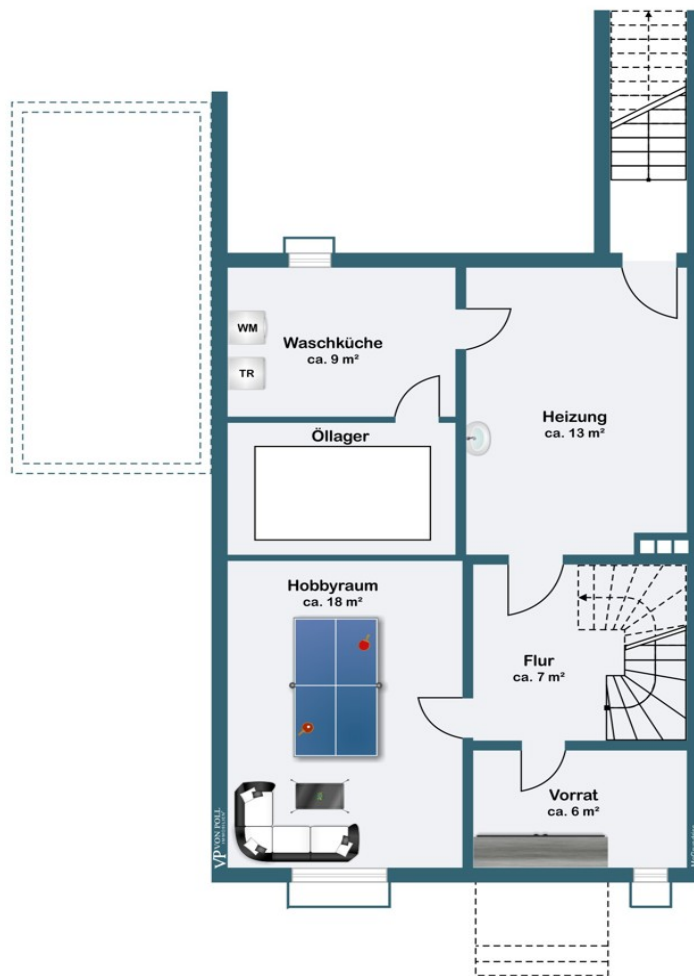 WM
TR
Waschküche
ca. 9 m²
Heizung
ca. 13 m²
Öllager
Hobbyraum
ca. 18 m²
Flur
ca. 7 m²
Vorrat
ca. 6 m²
VP VON POLL
IMMOBILIEN